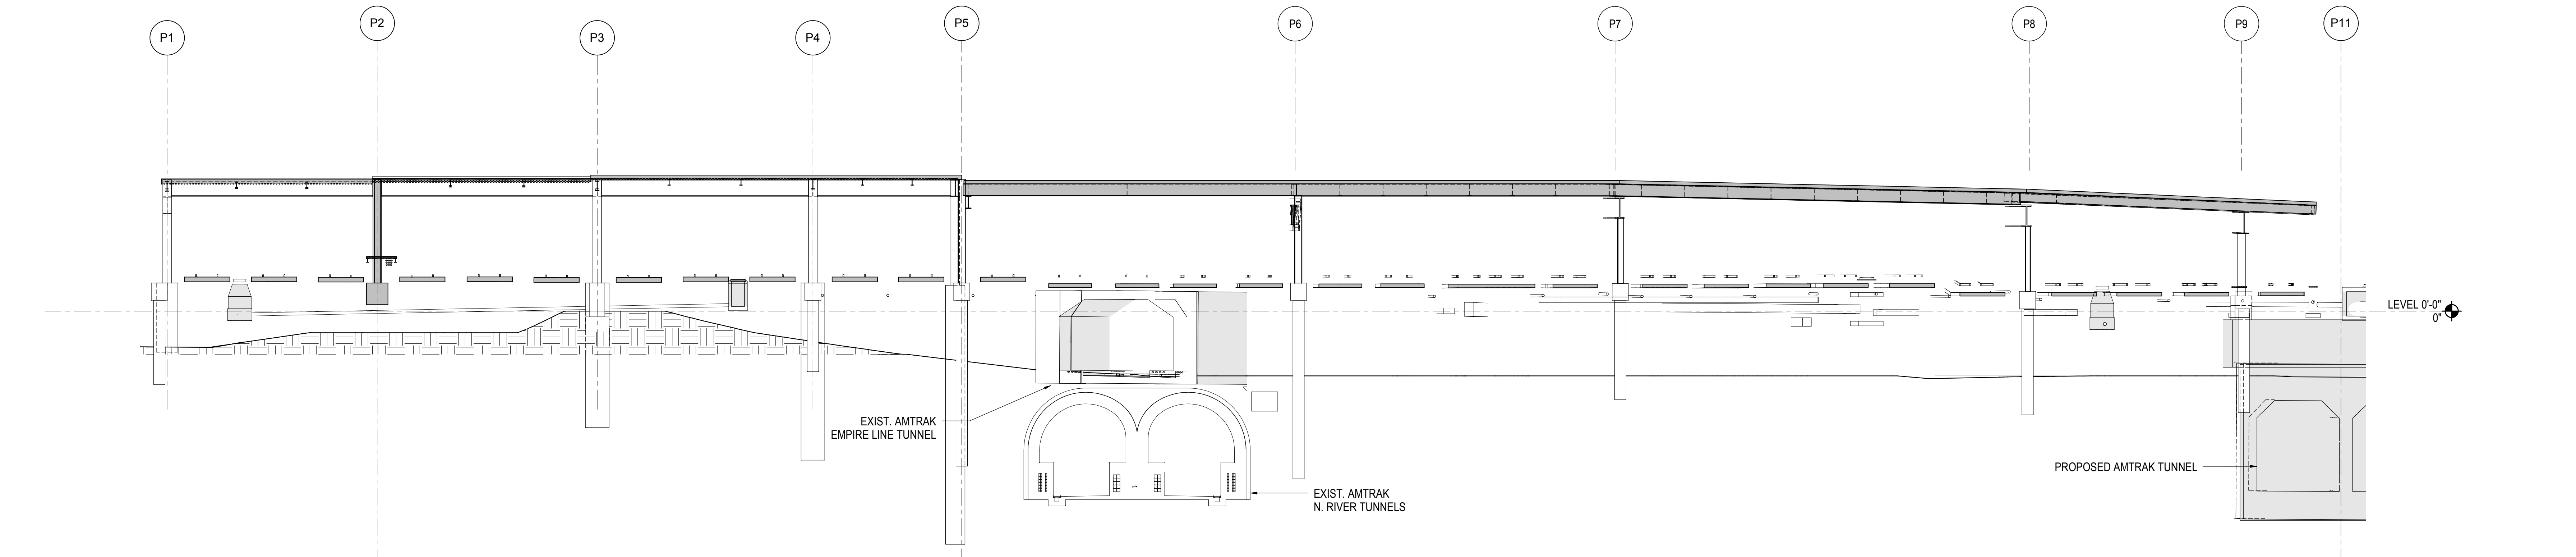 P1
P2
P3
P4
P5
P6
P7
P8
P9
P11
LEVEL 0'-0"
0"
EXIST. AMTRAK
EMPIRE LINE TUNNEL
PROPOSED AMTRAK TUNNEL
EXIST. AMTRAK
N. RIVER TUNNELS